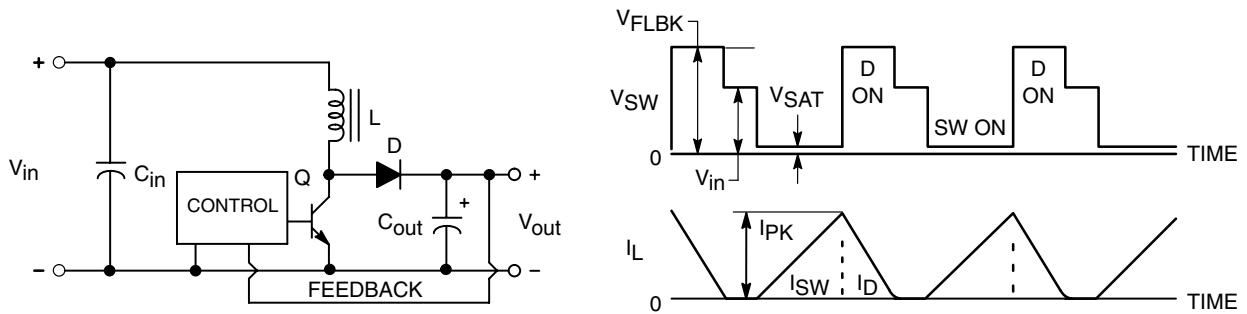 +
V_in
−
C_in
L
D
Q
CONTROL
C_out
+
+
V_out
−
FEEDBACK
V_FLBK
V_SW
0
V_in
V_SAT
D
ON
SW ON
D
ON
TIME
I_L
0
I_PK
I_SW
I_D
TIME